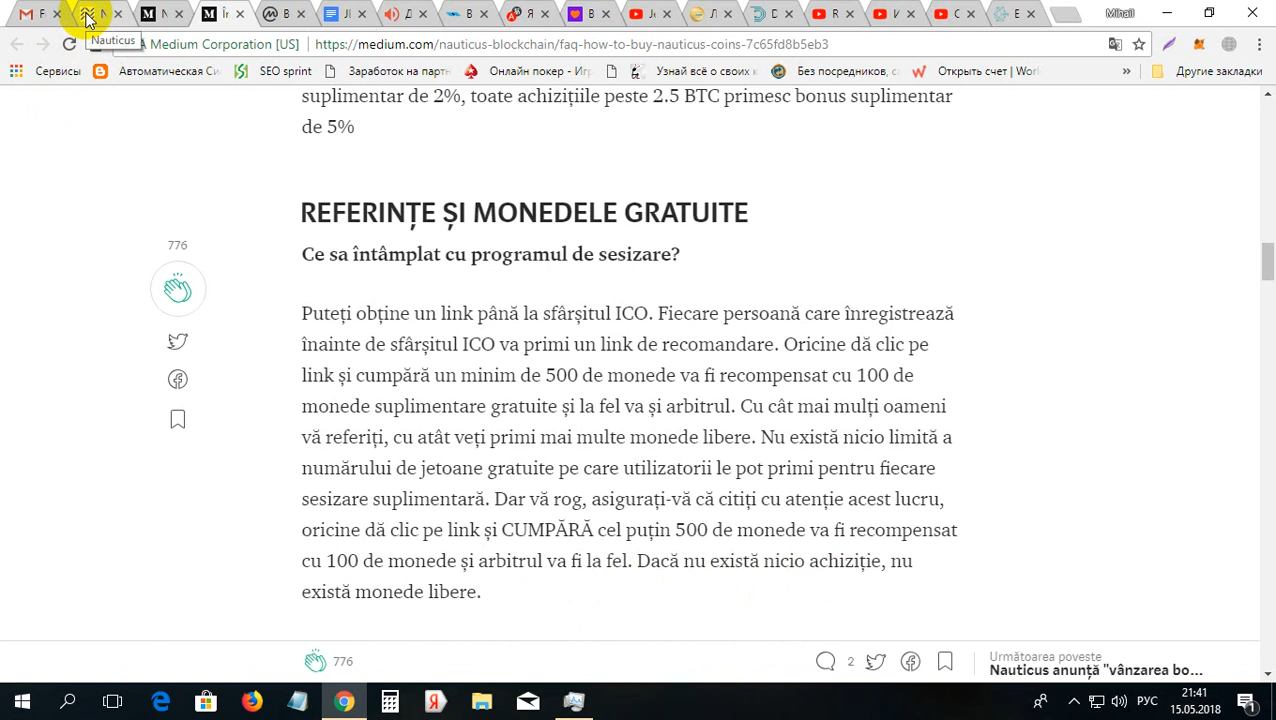 Mihail
Nauticus
A Medium Corporation [US] https://medium.com/nauticus-blockchain/faq-how-to-buy-nauticus-coins-7c65fd8b5eb3
Сервисы Автоматическая Си SEO sprint Заработок на партн Онлайн покер - Иг Узнай всё о своих к Без посредников, са Открыть счет | Worl » Другие закладки
suplimentar de 2%, toate achizițiile peste 2.5 BTC primesc bonus suplimentar
de 5%
REFERINȚE ȘI MONEDELE GRATUITE
Ce sa întâmplat cu programul de sesizare?
776
Puteți obține un link până la sfârșitul ICO. Fiecare persoană care înregistrează
înainte de sfârșitul ICO va primi un link de recomandare. Oricine dă clic pe
link și cumpără un minim de 500 de monede va fi recompensat cu 100 de
monede suplimentare gratuite și la fel va și arbitrul. Cu cât mai mulți oameni
vă referiți, cu atât veți primi mai multe monede libere. Nu există nicio limită a
numărului de jetoane gratuite pe care utilizatorii le pot primi pentru fiecare
sesizare suplimentară. Dar vă rog, asigurați-vă că citiți cu atenție acest lucru,
oricine dă clic pe link și CUMPĂRĂ cel puțin 500 de monede va fi recompensat
cu 100 de monede și arbitrul va fi la fel. Dacă nu există nicio achiziție, nu
există monede libere.
776
2
Următoarea poveste
Nauticus anunță "vânzarea bo...
РУС
21:41
15.05.2018
1